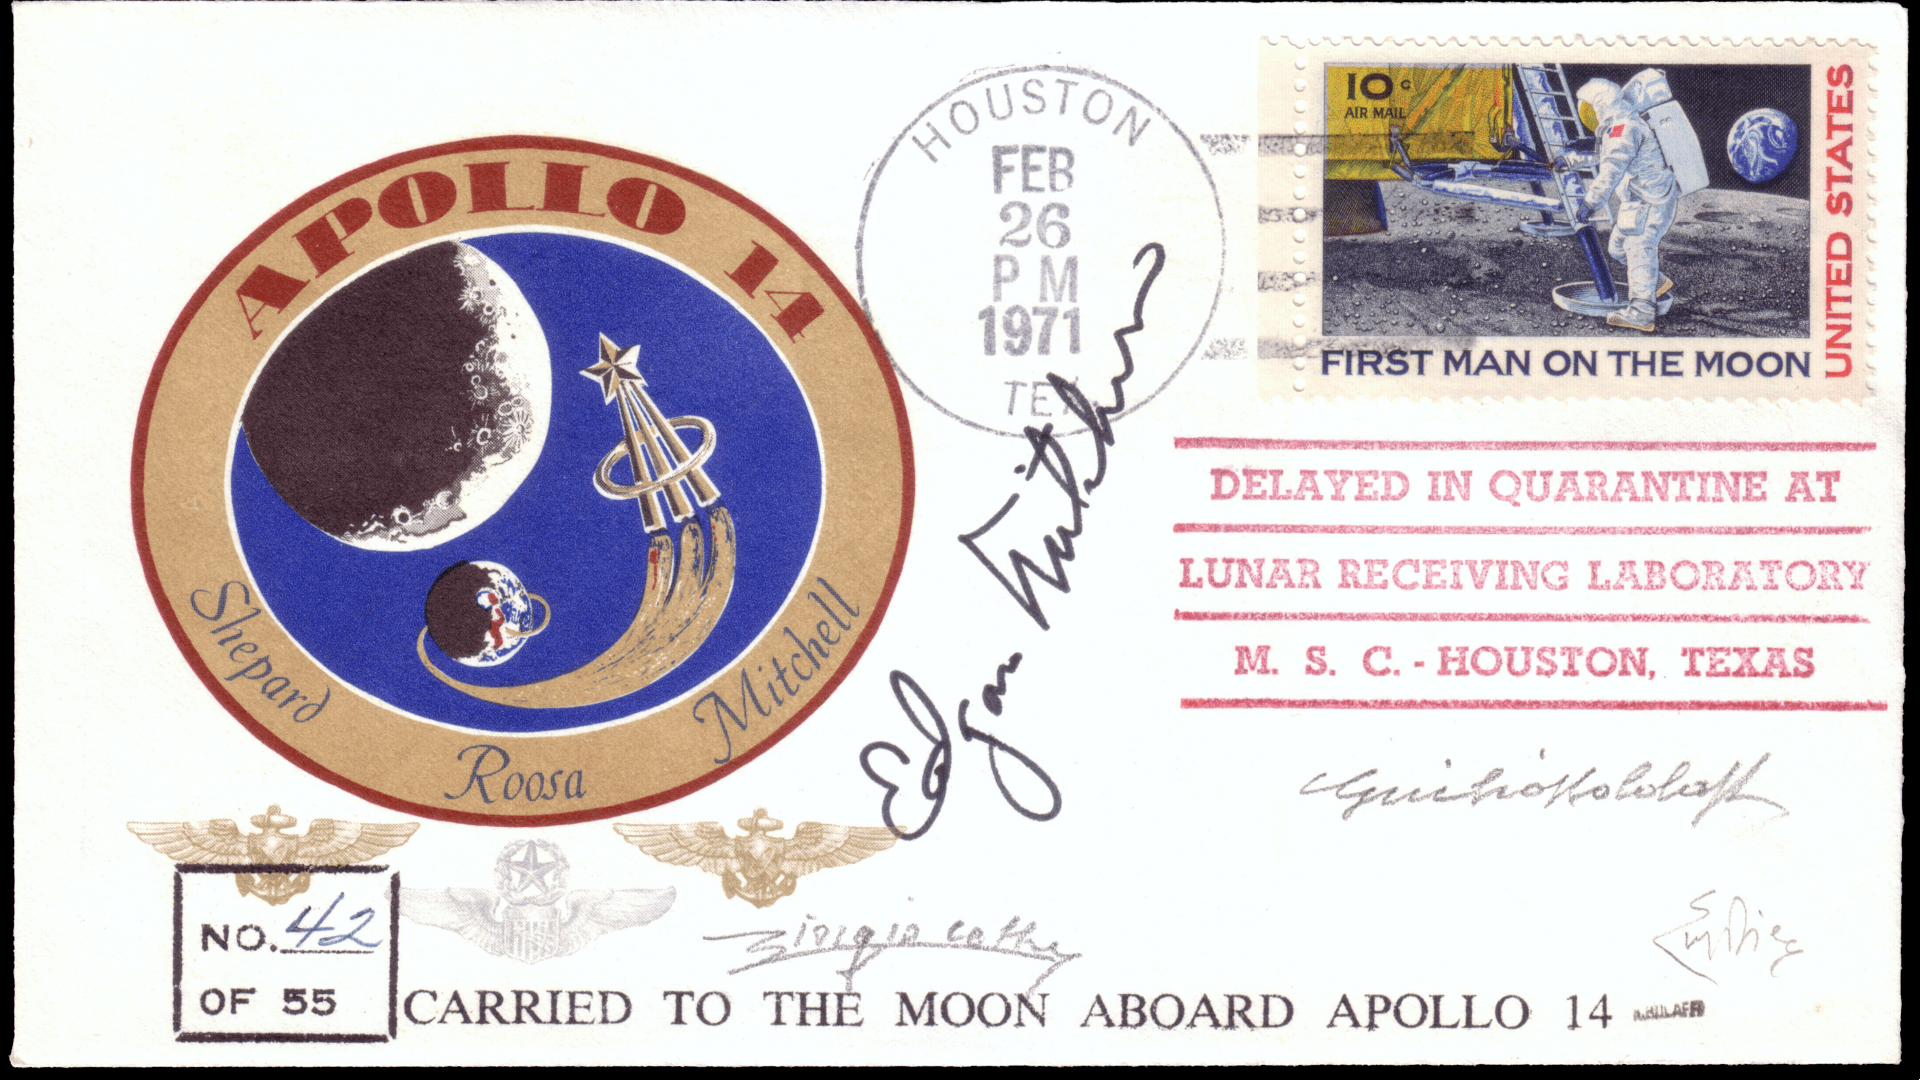 APOLLO 14
Shepard
Roosa
Mitchell
HOUSTON
FEB
26
PM
1971
TEX.
10c
AIR MAIL
UNITED STATES
FIRST MAN ON THE MOON
DELAYED IN QUARANTINE AT
LUNAR RECEIVING LABORATORY
M. S. C. - HOUSTON, TEXAS
Edgar Mitchell
NO. 42
OF 55
CARRIED TO THE MOON ABOARD APOLLO 14